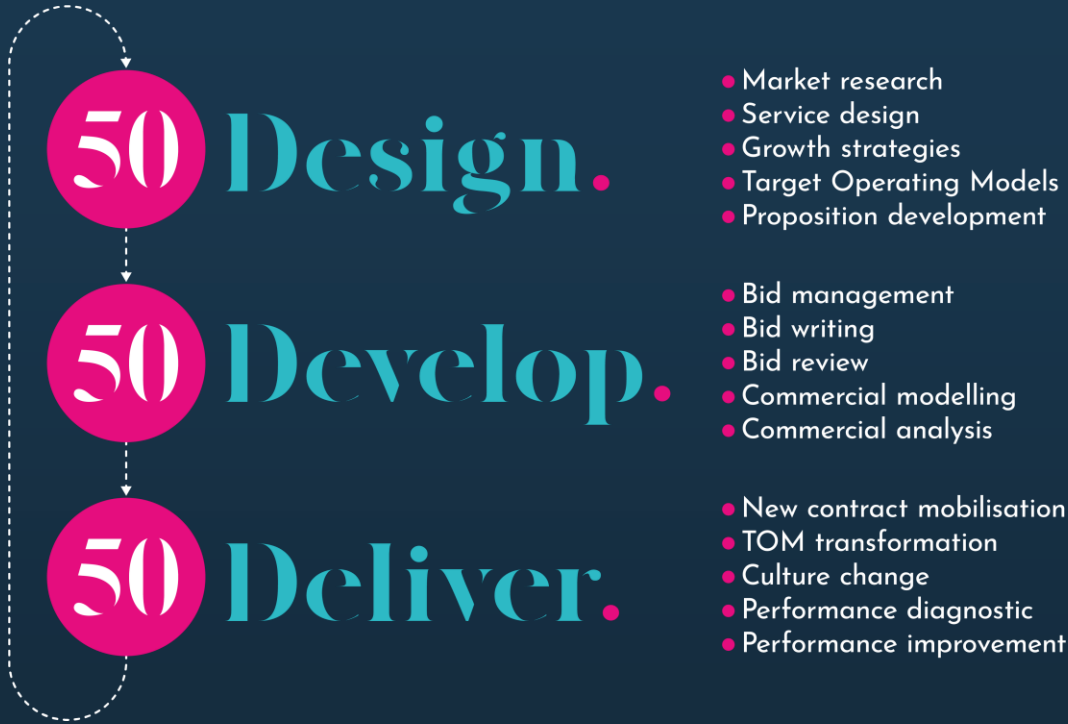 50 Design.
Market research
Service design
Growth strategies
Target Operating Models
Proposition development
50 Develop.
Bid management
Bid writing
Bid review
Commercial modelling
Commercial analysis
50 Deliver.
New contract mobilisation
TOM transformation
Culture change
Performance diagnostic
Performance improvement